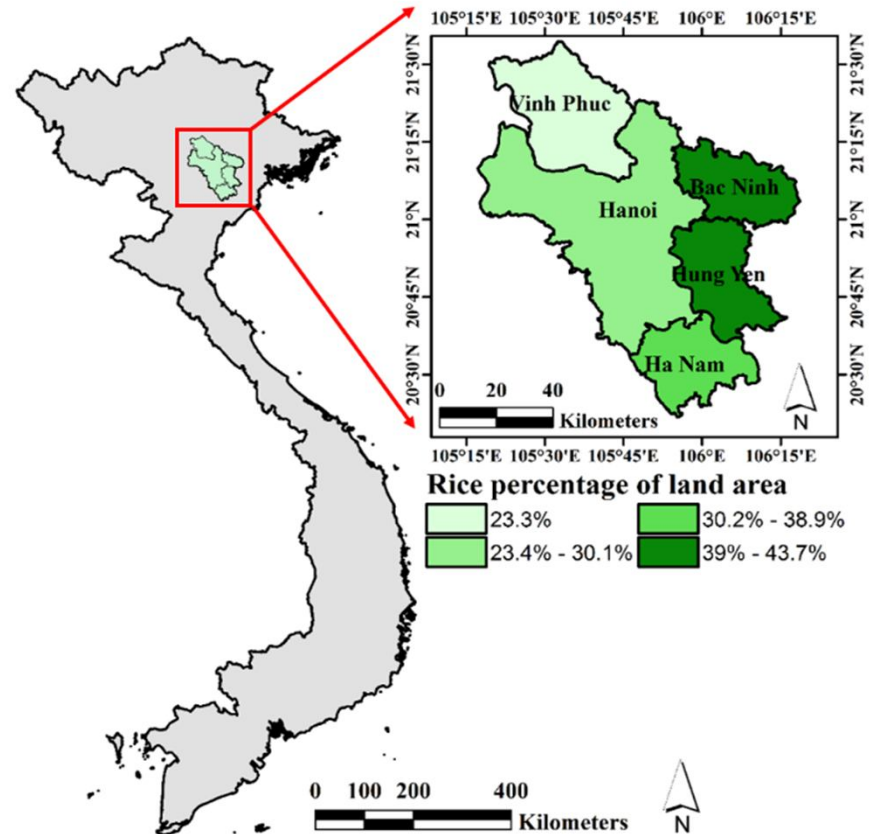 105°15'E 105°30'E 105°45'E 106°E 106°15'E
21°30'N
21°15'N
21°N
20°45'N
20°30'N
21°30'N
21°15'N
21°N
20°45'N
20°30'N
Vinh Phuc
Bac Ninh
Hanoi
Hung Yen
Ha Nam
0 20 40
Kilometers
N
105°15'E 105°30'E 105°45'E 106°E 106°15'E
Rice percentage of land area
23.3%
30.2% - 38.9%
23.4% - 30.1%
39% - 43.7%
0 100 200 400
Kilometers
N